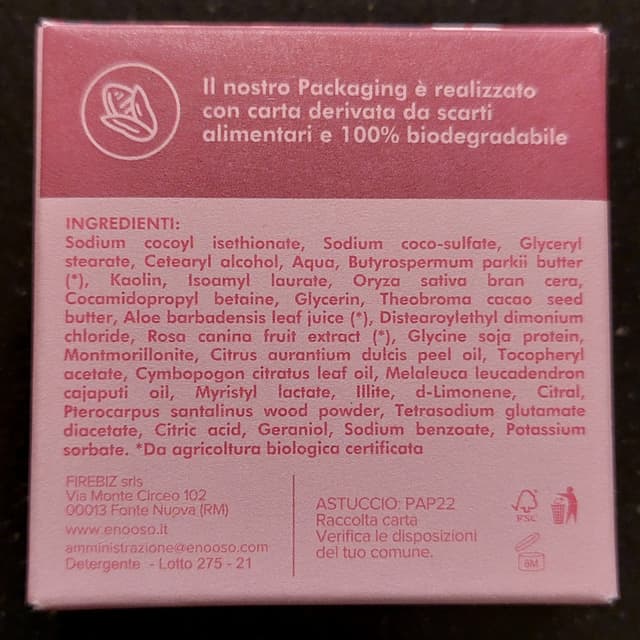 Il nostro Packaging è realizzato
con carta derivata da scarti
alimentari e 100% biodegradabile
INGREDIENTI:
Sodium cocoyl isethionate, Sodium coco-sulfate, Glyceryl
stearate, Cetearyl alcohol, Aqua, Butyrospermum parkii butter
(*), Kaolin, Isoamyl laurate, Oryza sativa bran cera,
Cocamidopropyl betaine, Glycerin, Theobroma cacao seed
butter, Aloe barbadensis leaf juice (*), Distearoylethyl dimonium
chloride, Rosa canina fruit extract (*), Glycine soja protein,
Montmorillonite, Citrus aurantium dulcis peel oil, Tocopheryl
acetate, Cymbopogon citratus leaf oil, Melaleuca leucadendron
cajaputi oil, Myristyl lactate, Illite, d-Limonene, Citral,
Pterocarpus santalinus wood powder, Tetrasodium glutamate
diacetate, Citric acid, Geraniol, Sodium benzoate, Potassium
sorbate. *Da agricoltura biologica certificata
FIREBIZ srls
Via Monte Circeo 102
00013 Fonte Nuova (RM)
www.enooso.it
amministrazione@enooso.com
Detergente - Lotto 275 - 21
ASTUCCIO: PAP22
Raccolta carta
Verifica le disposizioni
del tuo comune.
FSC
6M